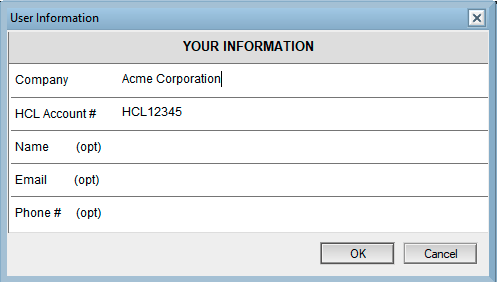 User Information
YOUR INFORMATION
Company Acme Corporation
HCL Account # HCL12345
Name (opt)
Email (opt)
Phone # (opt)
OK Cancel